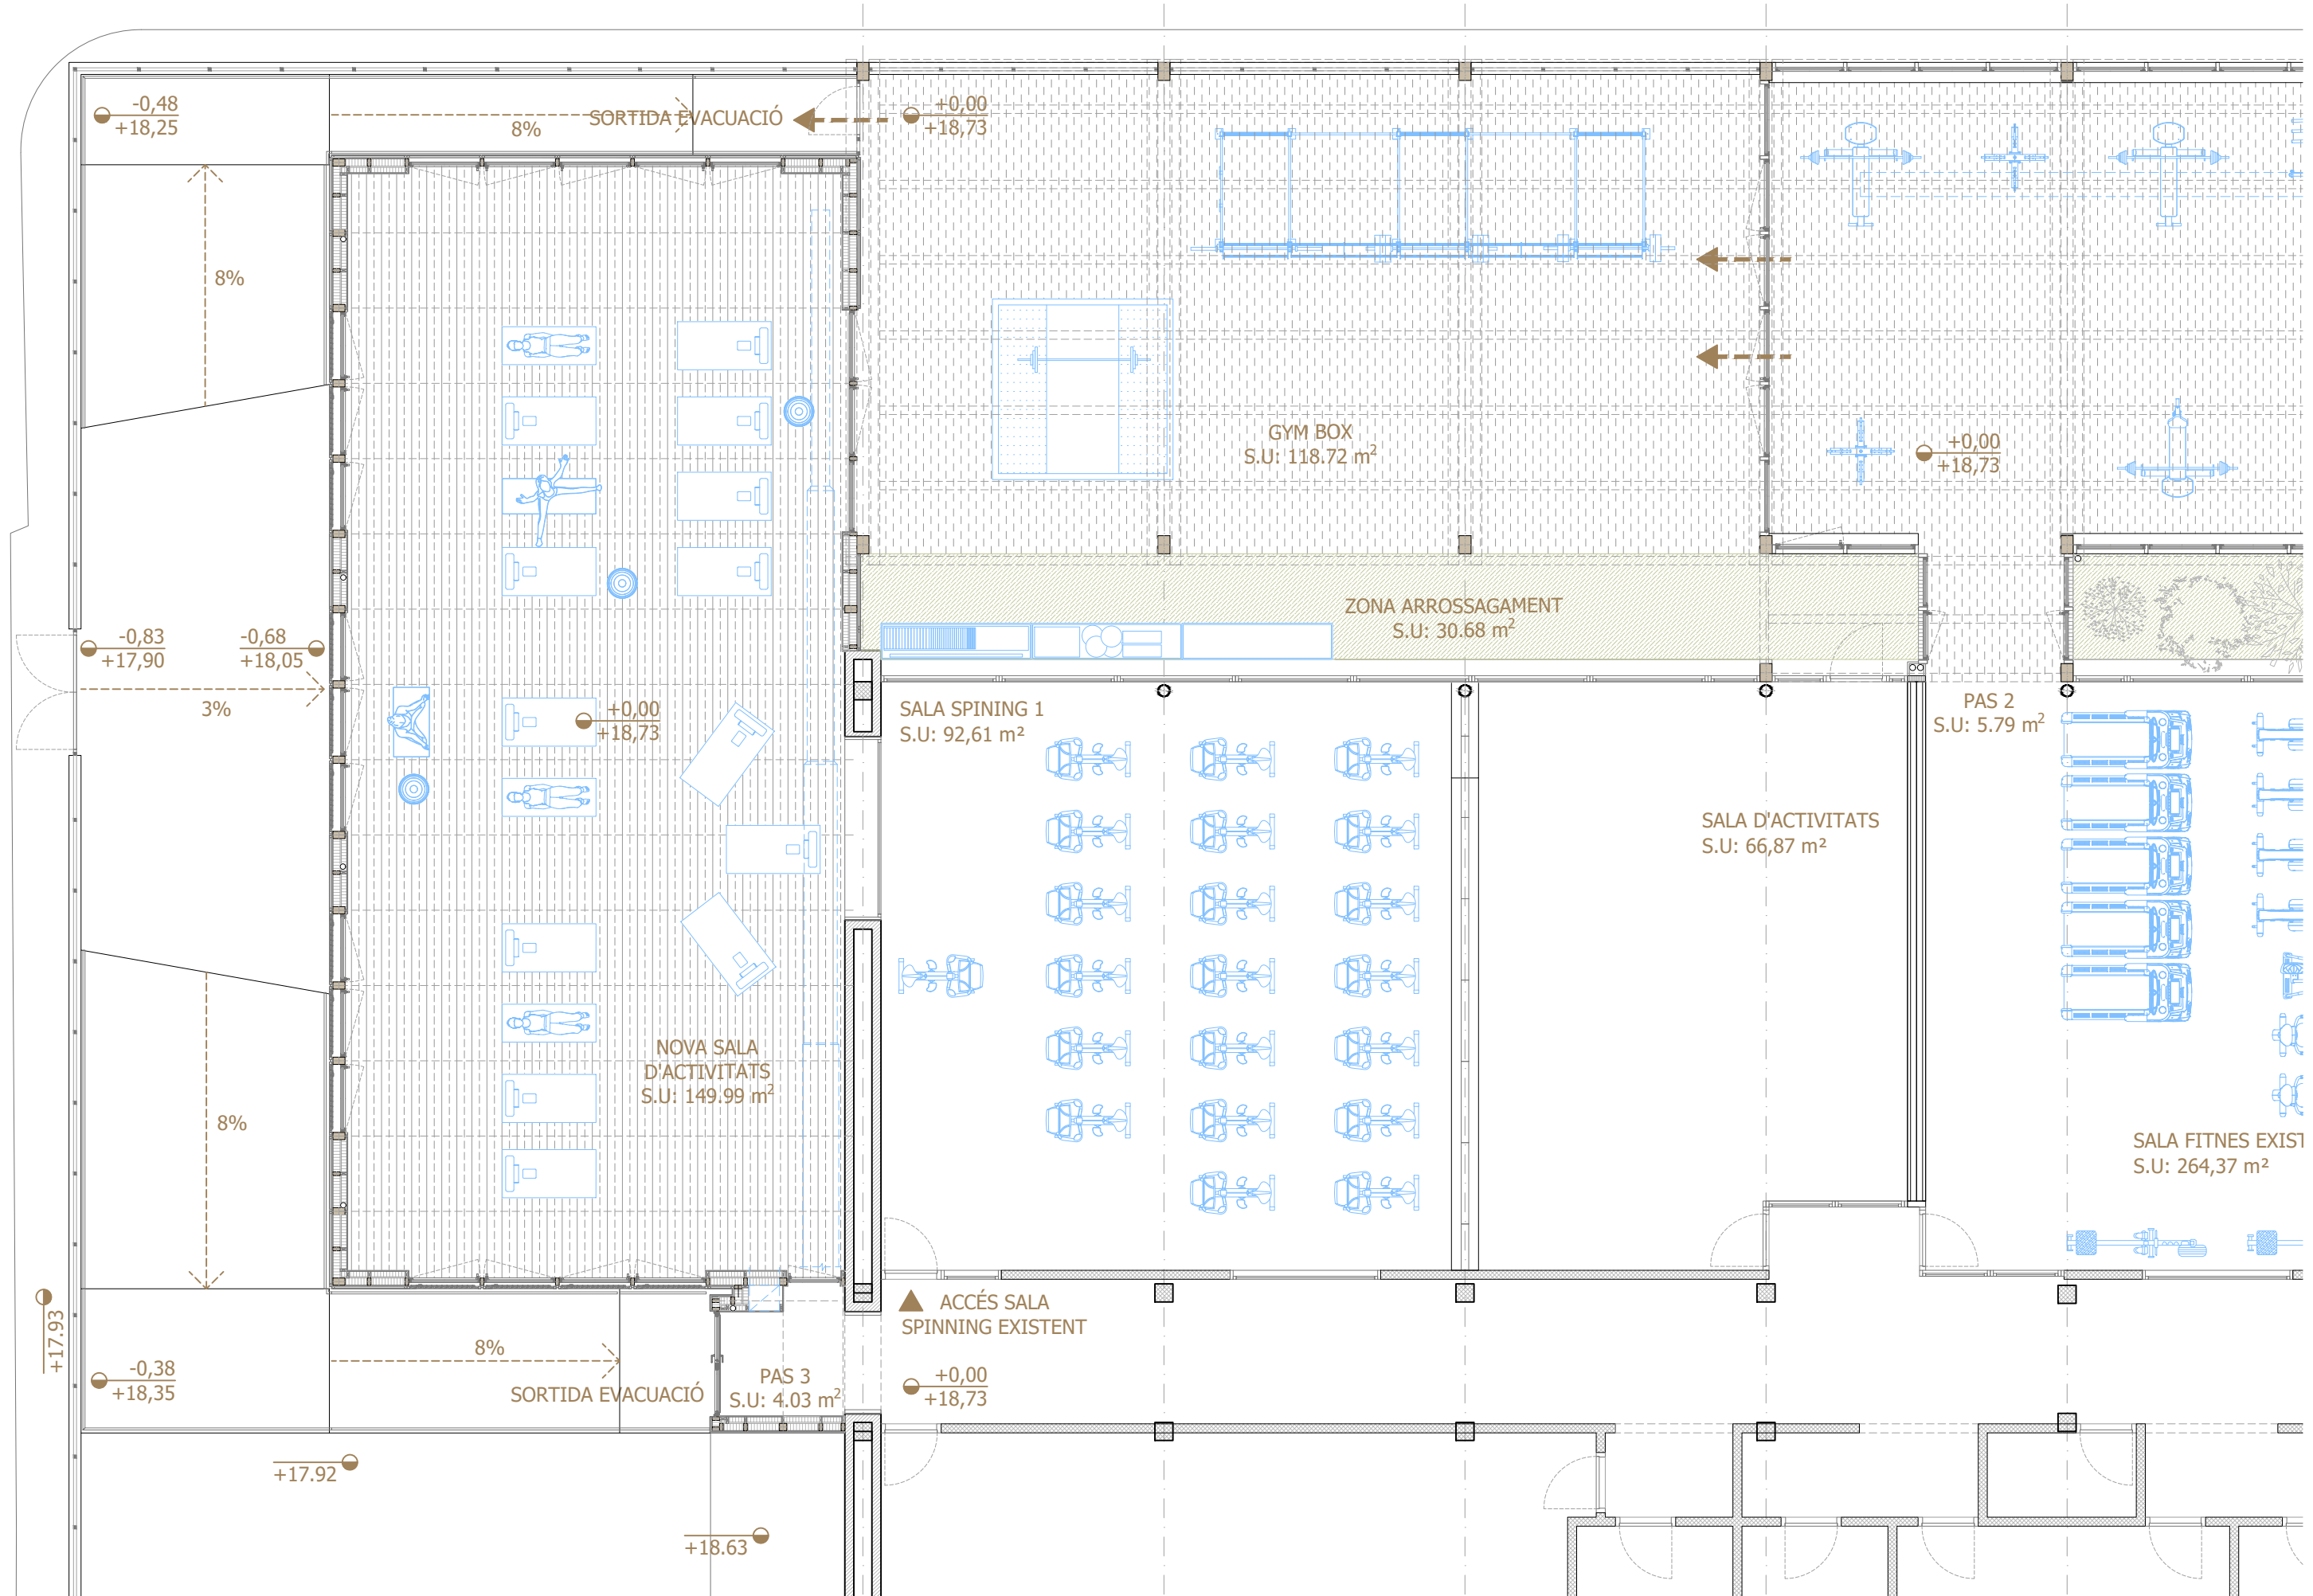 -0,48
+18,25
8%
SORTIDA EVACUACIÓ
+0,00
+18,73
8%
GYM BOX
S.U: 118.72 m²
+0,00
+18,73
ZONA ARROSSAGAMENT
S.U: 30.68 m²
-0,83
+17,90
-0,68
+18,05
3%
+0,00
+18,73
SALA SPINING 1
S.U: 92,61 m²
PAS 2
S.U: 5.79 m²
SALA D'ACTIVITATS
S.U: 66,87 m²
NOVA SALA
D'ACTIVITATS
S.U: 149.99 m²
8%
SALA FITNES EXIST
S.U: 264,37 m²
+17.93
ACCÉS SALA
SPINNING EXISTENT
8%
-0,38
+18,35
SORTIDA EVACUACIÓ
PAS 3
S.U: 4.03 m²
+0,00
+18,73
+17.92
+18.63